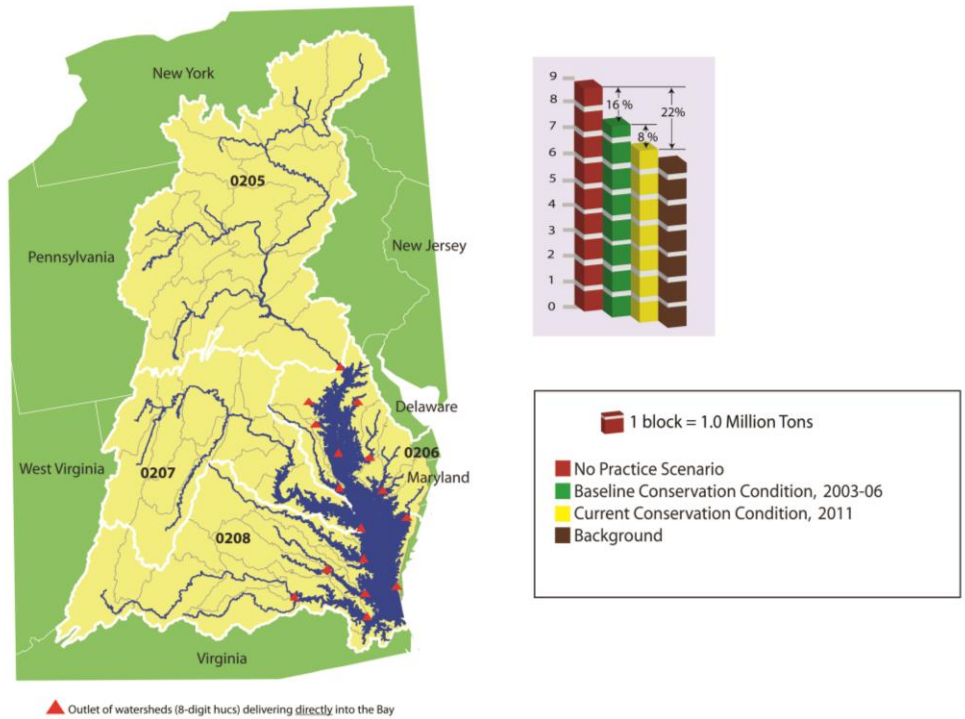 New York
0205
Pennsylvania
New Jersey
Delaware
0206
Maryland
West Virginia
0207
0208
Virginia
Outlet of watersheds (8-digit hucs) delivering directly into the Bay
9
8
7
6
5
4
3
2
1
0
16 %
22%
8 %
1 block = 1.0 Million Tons
No Practice Scenario
Baseline Conservation Condition, 2003-06
Current Conservation Condition, 2011
Background